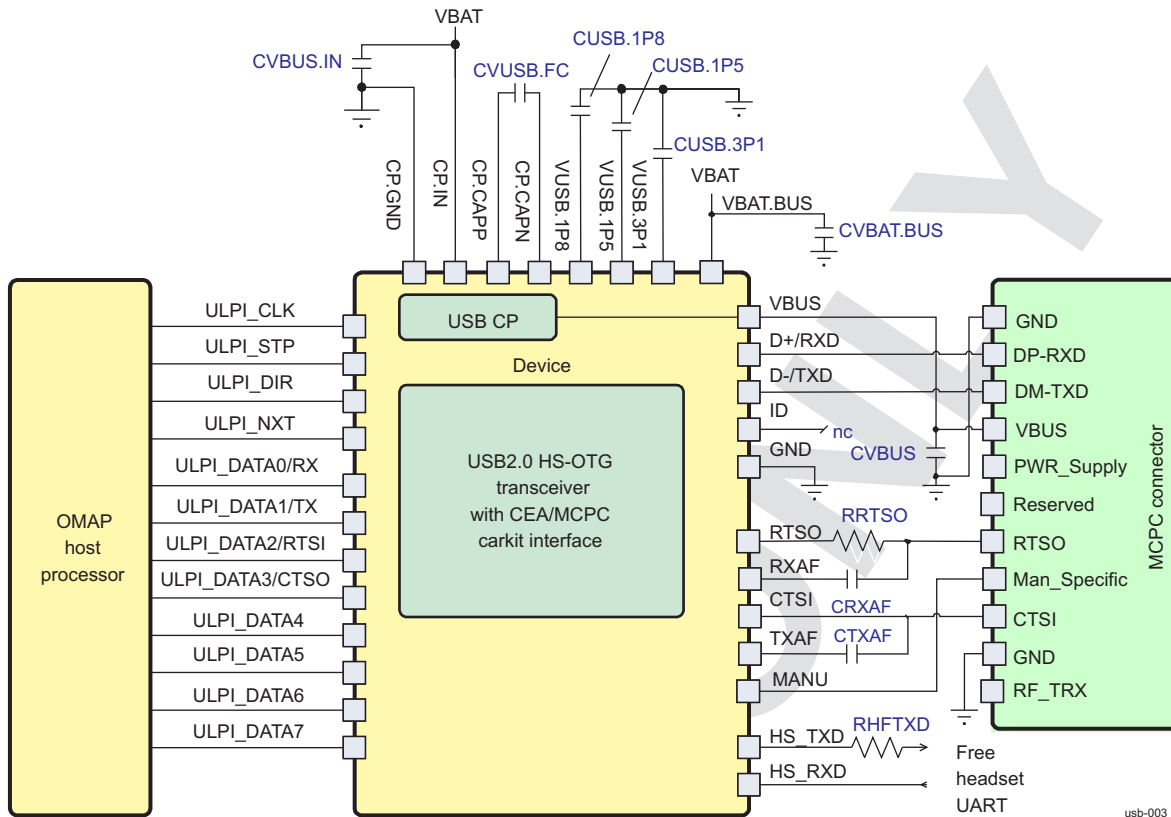 VBAT
CVBUS.IN
CVUSB.FC
CUSB.1P8
CUSB.1P5
CUSB.3P1
CP.GND
CP.IN
CP.CAPP
CP.CAPN
VUSB.1P8
VUSB.1P5
VUSB.3P1
VBAT
VBAT.BUS
CVBAT.BUS
OMAP
host
processor
ULPI_CLK
ULPI_STP
ULPI_DIR
ULPI_NXT
ULPI_DATA0/RX
ULPI_DATA1/TX
ULPI_DATA2/RTSI
ULPI_DATA3/CTSO
ULPI_DATA4
ULPI_DATA5
ULPI_DATA6
ULPI_DATA7
USB CP
Device
USB2.0 HS-OTG
transceiver
with CEA/MCPC
carkit interface
VBUS
D+/RXD
D-/TXD
ID
nc
GND
CVBUS
RTSO
RRTSO
RXAF
CTSI
CRXAF
TXAF
CTXAF
MANU
HS_TXD
RHFTXD
HS_RXD
Free
headset
UART
GND
DP-RXD
DM-TXD
VBUS
PWR_Supply
Reserved
RTSO
Man_Specific
CTSI
GND
RF_TRX
MCPC connector
ONLY
usb-003